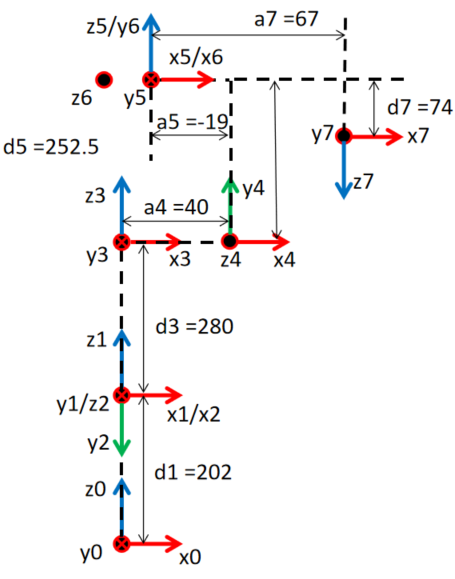 z5/y6
a7 =67
x5/x6
z6
y5
d7 =74
a5 =-19
y7
x7
d5 =252.5
z7
z3
y4
a4 =40
y3
x3
z4
x4
d3 =280
z1
y1/z2
x1/x2
y2
d1 =202
z0
y0
x0